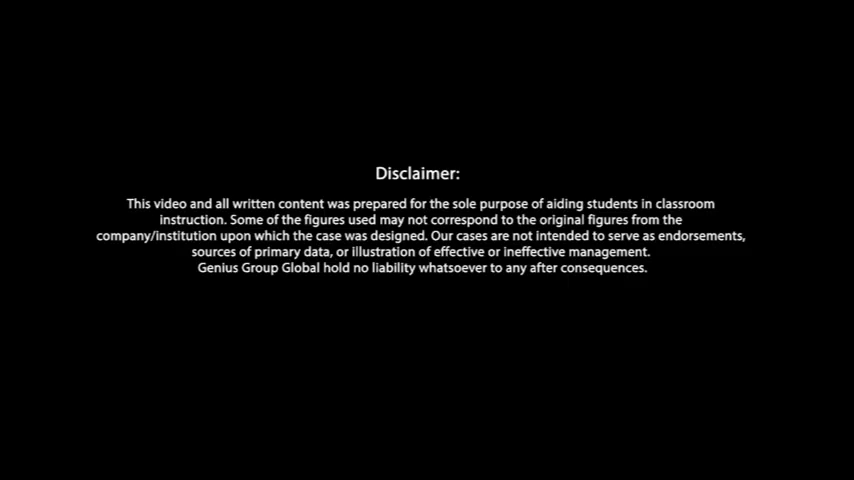 Disclaimer:
This video and all written content was prepared for the sole purpose of aiding students in classroom
instruction. Some of the figures used may not correspond to the original figures from the
company/institution upon which the case was designed. Our cases are not intended to serve as endorsements,
sources of primary data, or illustration of effective or ineffective management.
Genius Group Global hold no liability whatsoever to any after consequences.